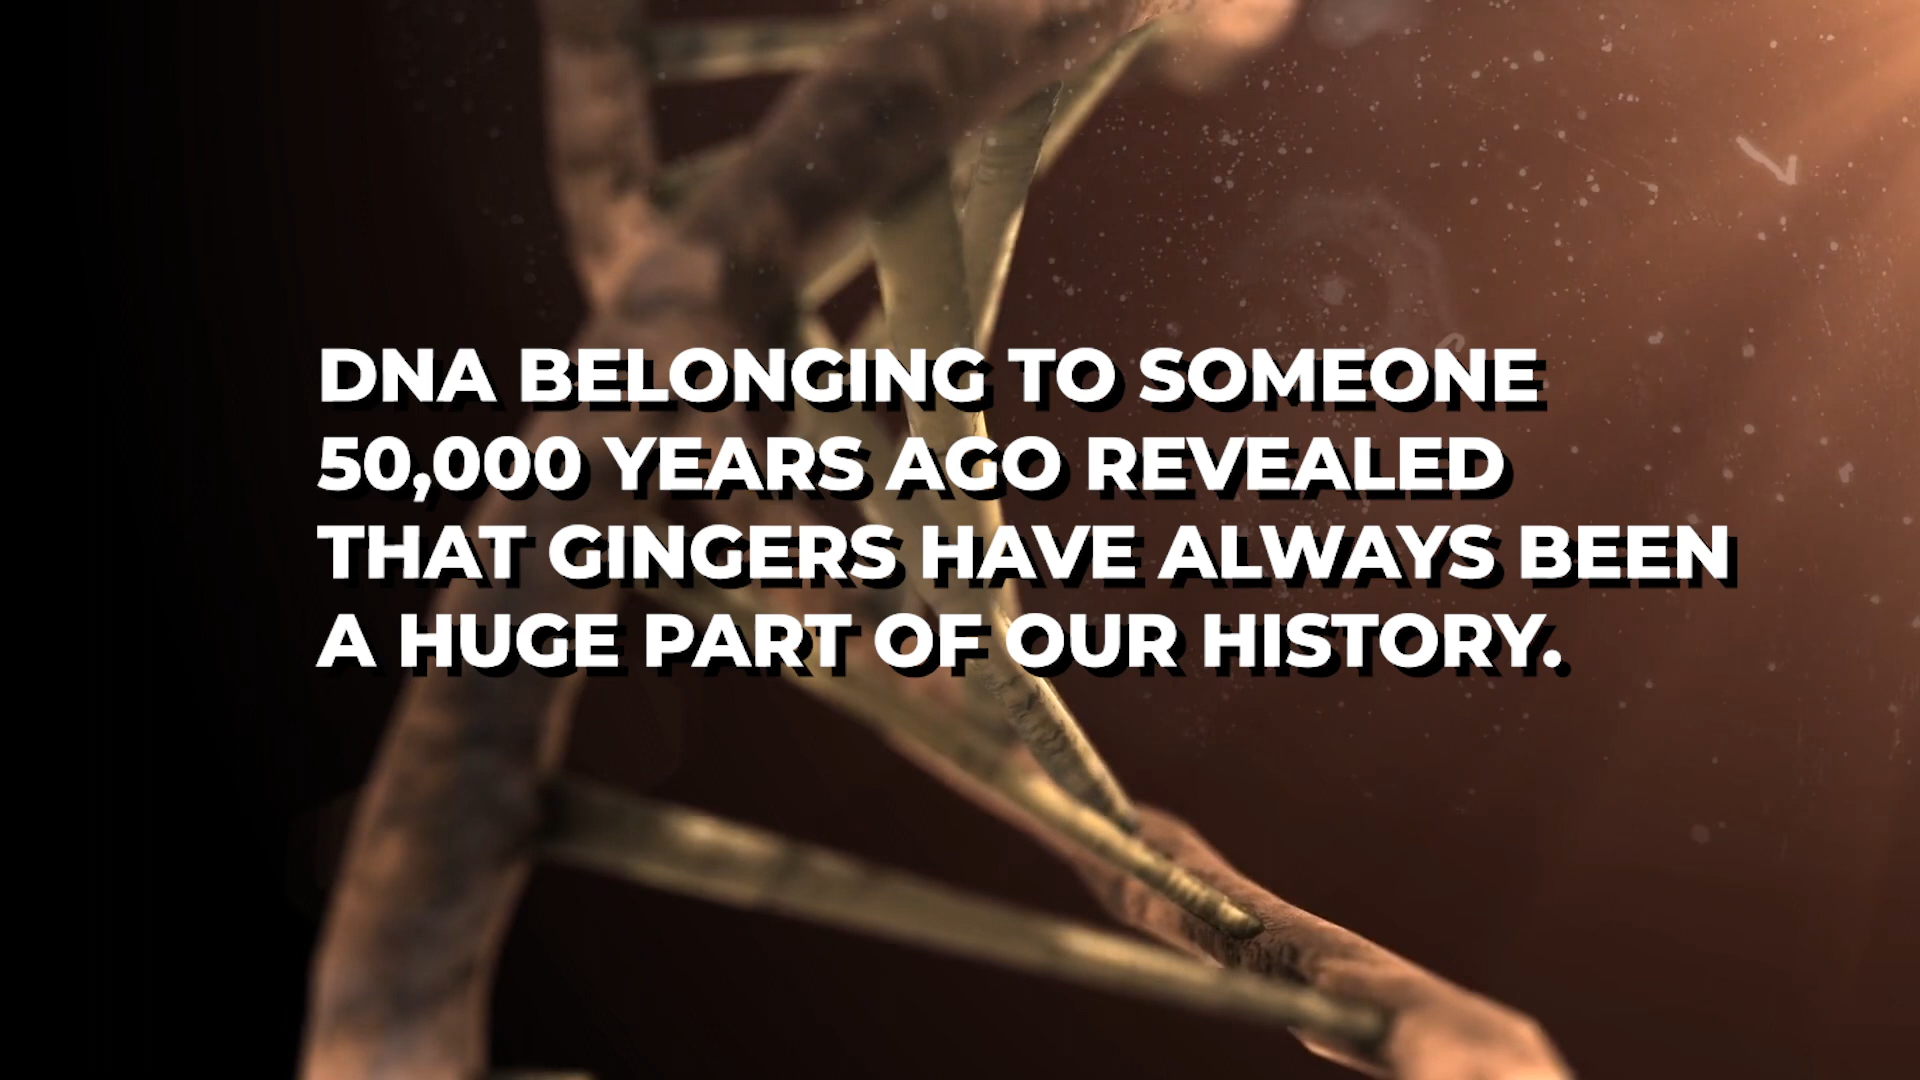 DNA BELONGING TO SOMEONE
50,000 YEARS AGO REVEALED
THAT GINGERS HAVE ALWAYS BEEN
A HUGE PART OF OUR HISTORY.